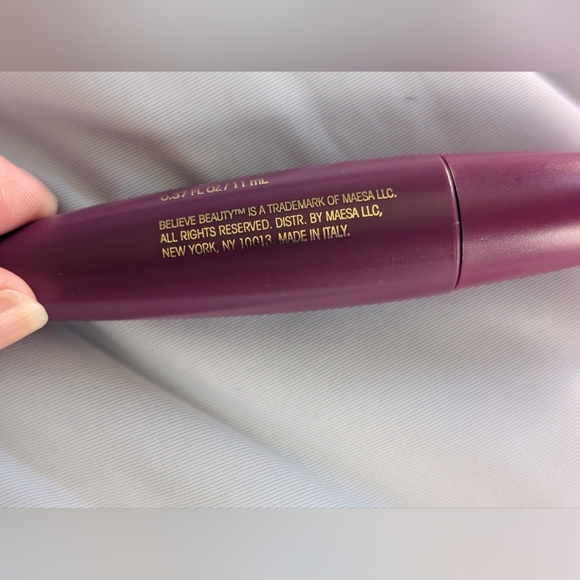 0.37 FL OZ / 11 mL
BELIEVE BEAUTY™ IS A TRADEMARK OF MAESA LLC.
ALL RIGHTS RESERVED. DISTR. BY MAESA LLC,
NEW YORK, NY 10013. MADE IN ITALY.